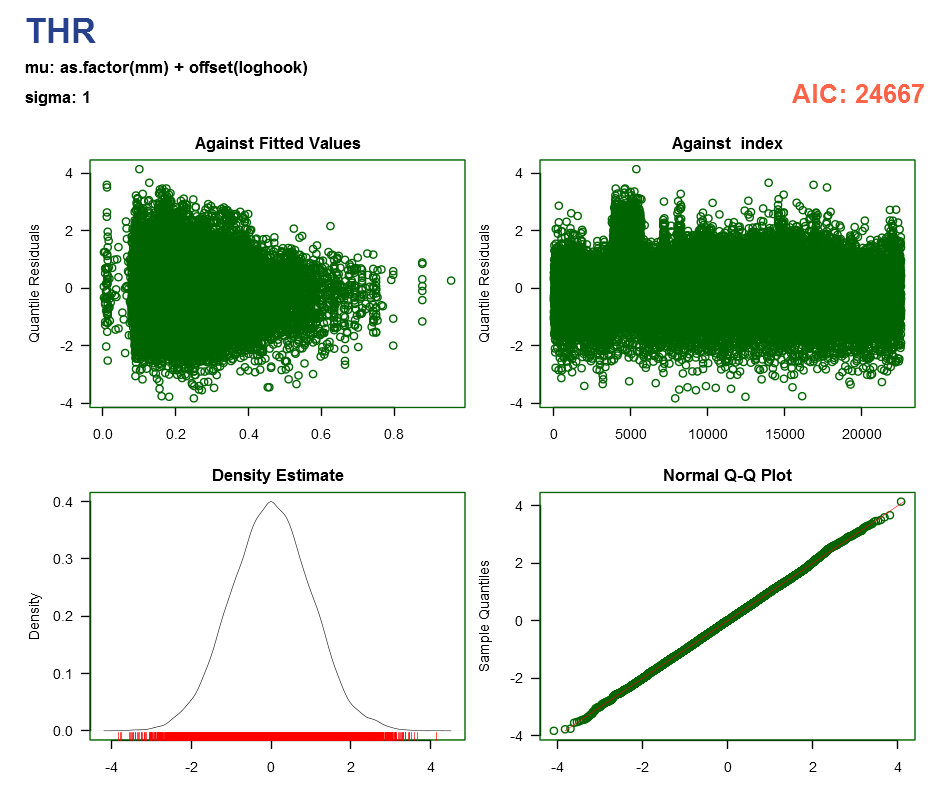 THR
mu: as.factor(mm) + offset(loghook)
sigma: 1
AIC: 24667
Against Fitted Values
Quantile Residuals
4
2
0
-2
-4
0.0 0.2 0.4 0.6 0.8
Against  index
Quantile Residuals
4
2
0
-2
-4
0 5000 10000 15000 20000
Density Estimate
Density
0.4
0.3
0.2
0.1
0.0
-4 -2 0 2 4
Normal Q-Q Plot
Sample Quantiles
4
2
0
-2
-4
-4 -2 0 2 4